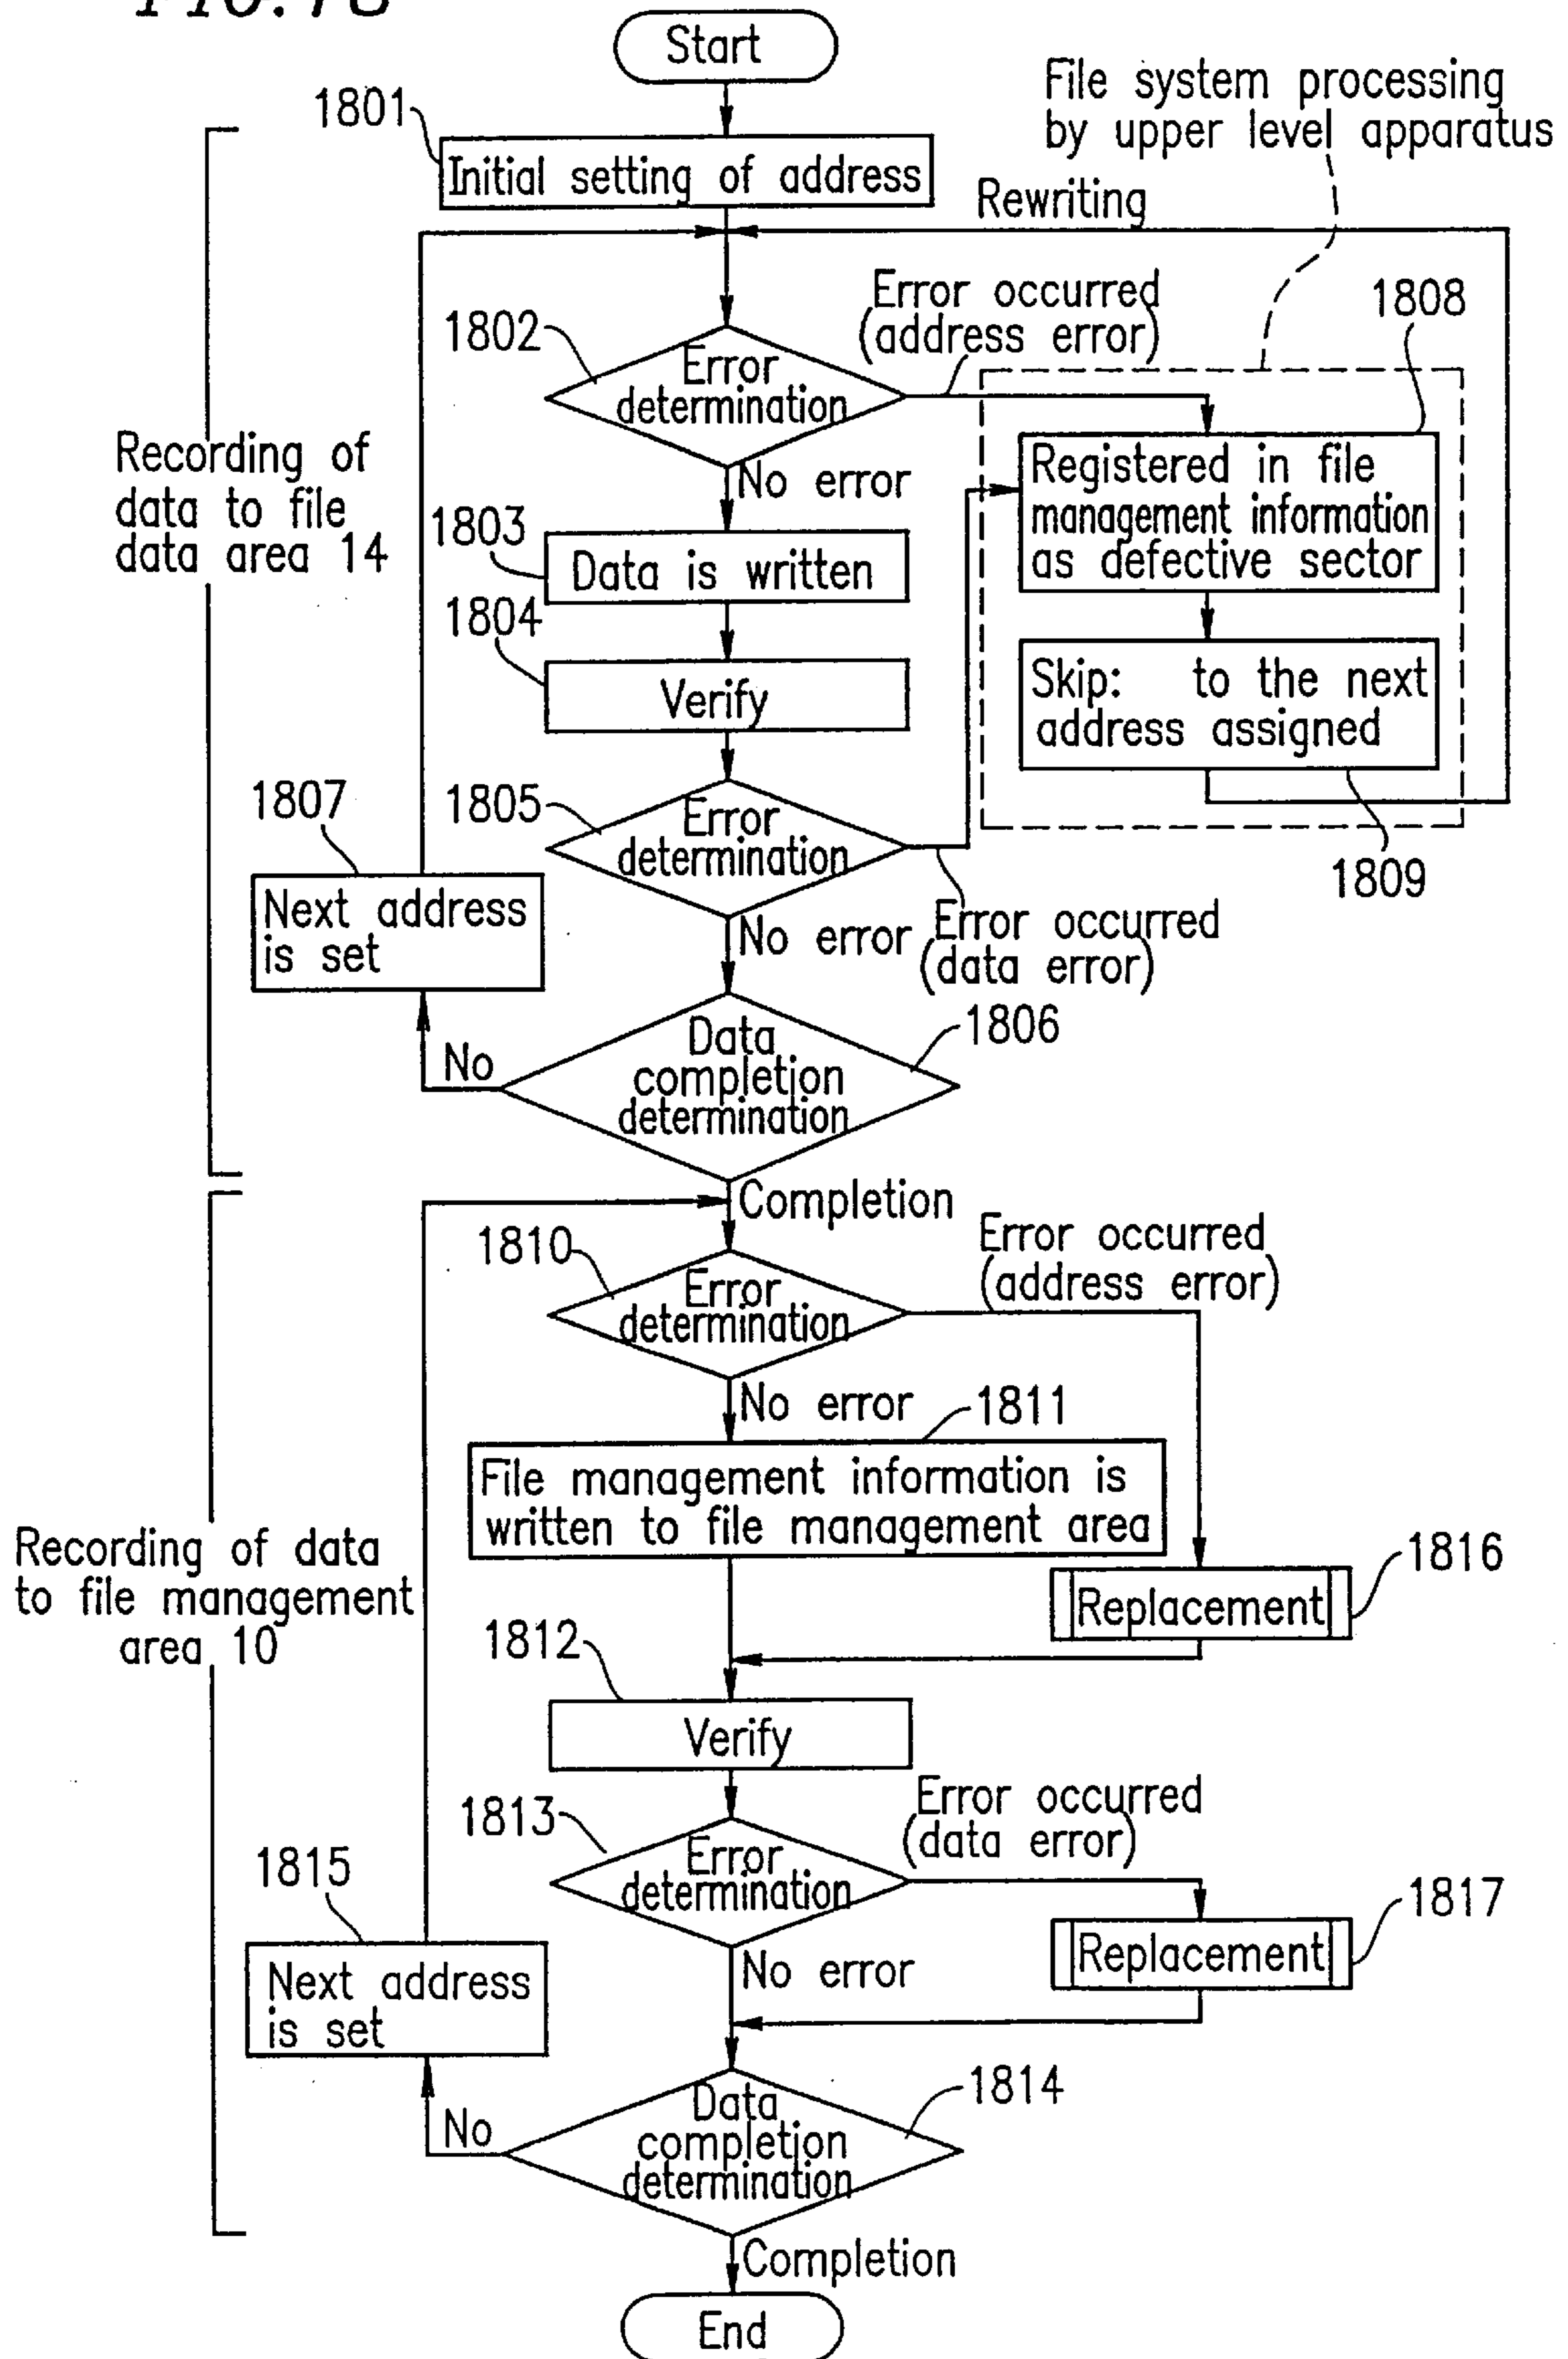 FIG. 18
Start
File system processing
by upper level apparatus
1801
Initial setting of address
Rewriting
Error occurred
(address error)
1808
1802
Error
determination
No error
Registered in file
management information
as defective sector
Recording of
data to file
data area 14
1803
Data is written
1804
Verify
Skip: to the next
address assigned
1807
1805
Error
determination
1809
Next address
is set
No error
Error occurred
(data error)
1806
Data
completion
determination
No
Completion
1810
Error
determination
Error occurred
(address error)
No error
1811
File management information is
written to file management area
Recording of data
to file management
area 10
1816
Replacement
1812
Verify
1813
Error
determination
Error occurred
(data error)
1815
1817
Replacement
Next address
is set
No error
1814
Data
completion
determination
No
Completion
End